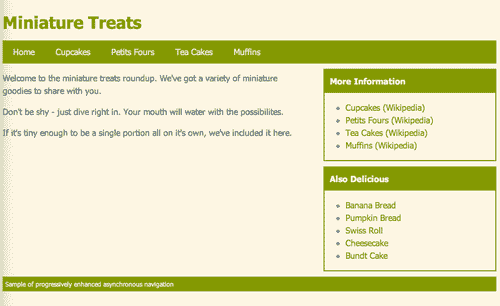 Miniature Treats
Home Cupcakes Petits Fours Tea Cakes Muffins
Welcome to the miniature treats roundup. We've got a variety of miniature
goodies to share with you.
Don't be shy - just dive right in. Your mouth will water with the possibilites.
If it's tiny enough to be a single portion all on it's own, we've included it here.
More Information
Cupcakes (Wikipedia)
Petits Fours (Wikipedia)
Tea Cakes (Wikipedia)
Muffins (Wikipedia)
Also Delicious
Banana Bread
Pumpkin Bread
Swiss Roll
Cheesecake
Bundt Cake
Sample of progressively enhanced asynchronous navigation